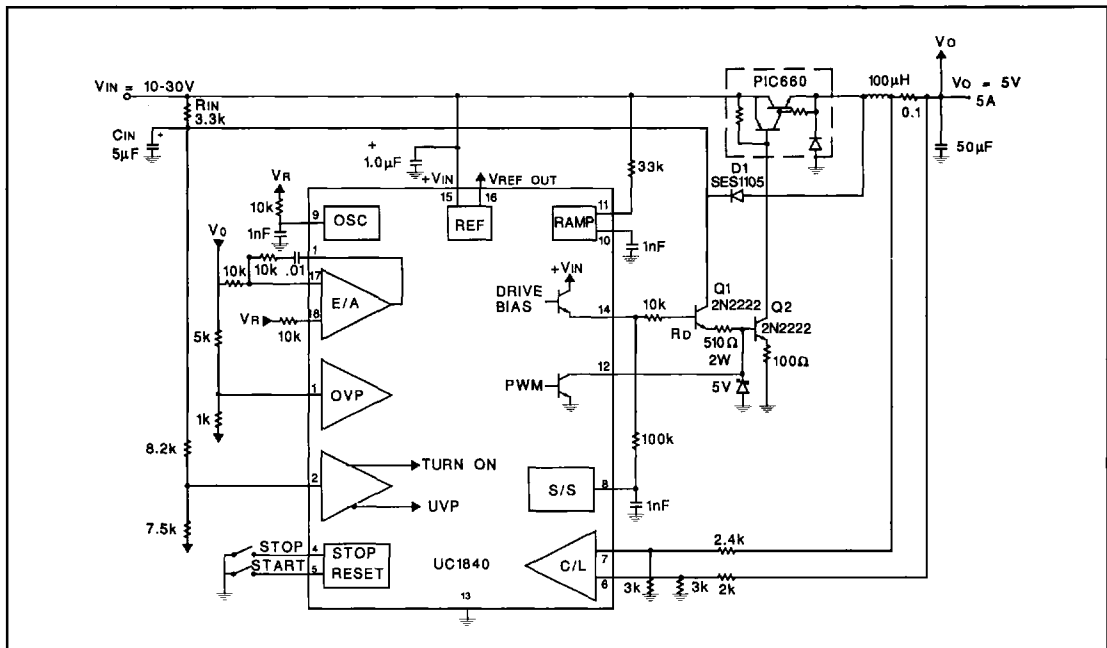 VIN = 10-30V
RIN
3.3k
CIN
5µF
+
1.0µF
+
+VIN
15
VREF OUT
16
REF
VR
10k
9
OSC
1nF
VO
10k
10k
.01
1
17
E/A
18
VR
10k
5k
1
OVP
1k
8.2k
2
TURN ON
UVP
7.5k
STOP
4
STOP
START
5
RESET
UC1840
13
33k
11
RAMP
10
1nF
+VIN
DRIVE
BIAS
14
10k
RD
PWM
12
100k
S/S
8
1nF
C/L
7
6
2.4k
3k
3k
2k
PIC660
D1
SES1105
Q1
2N2222
Q2
2N2222
510Ω
2W
100Ω
5V
100µH
0.1
VO
VO = 5V
5A
50µF